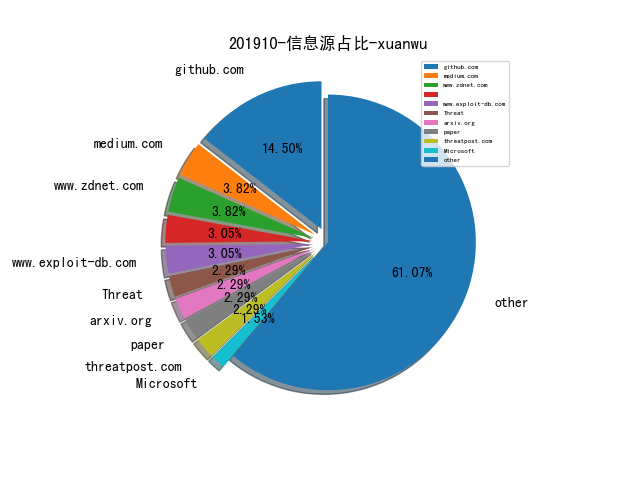 201910-信息源占比-xuanwu
github.com
medium.com
www.zdnet.com
www.exploit-db.com
Threat
arxiv.org
paper
threatpost.com
Microsoft
other
14.50%
3.82%
3.82%
3.05%
3.05%
2.29%
2.29%
2.29%
2.29%
1.53%
61.07%
github.com
medium.com
www.zdnet.com
www.exploit-db.com
Threat
arxiv.org
paper
threatpost.com
Microsoft
other